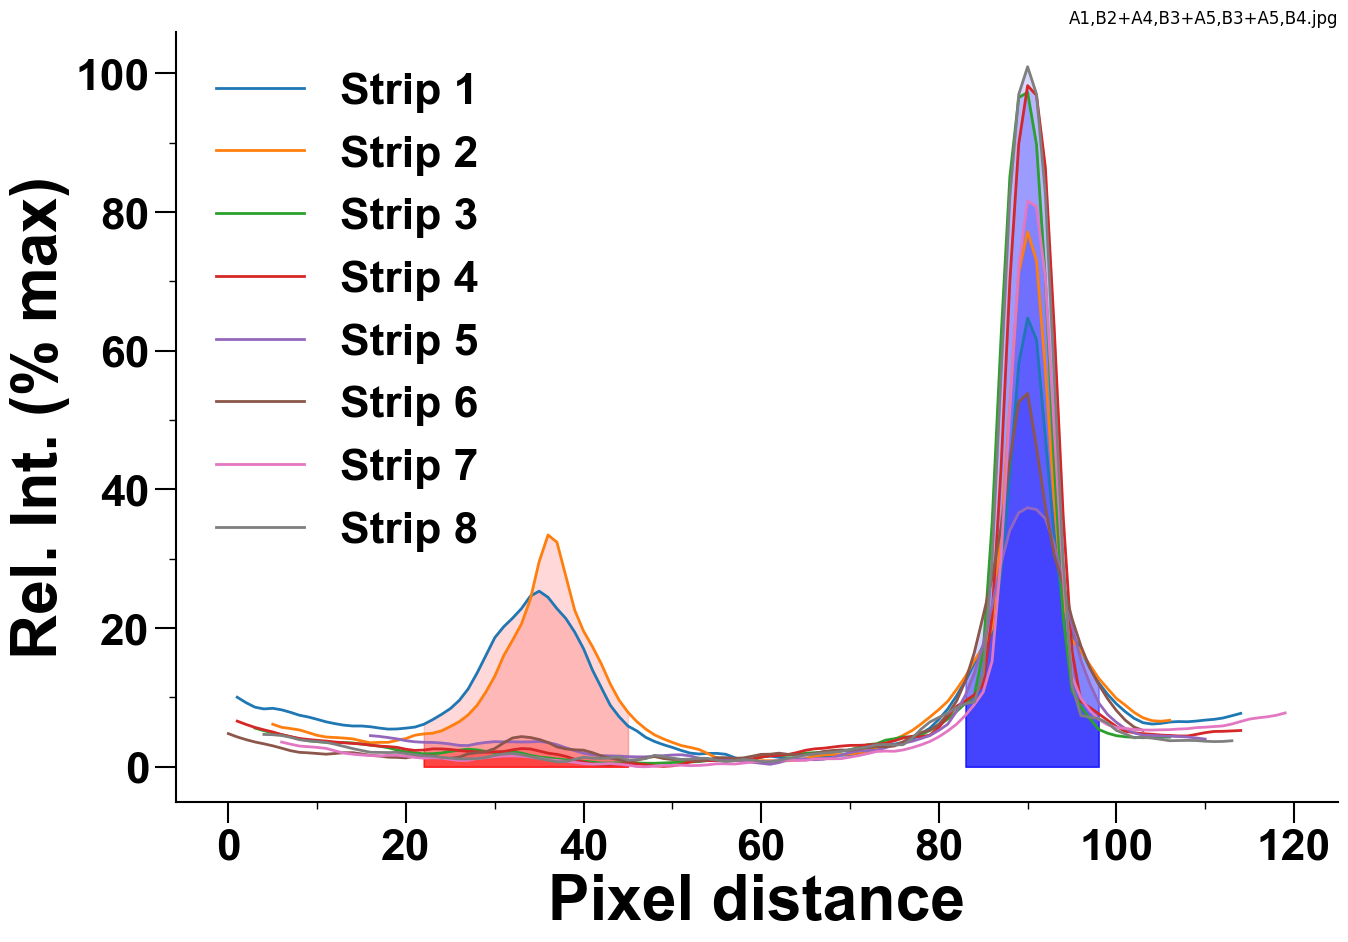 A1,B2+A4,B3+A5,B3+A5,B4.jpg
Rel. Int. (% max)
100
80
60
40
20
0
Strip 1
Strip 2
Strip 3
Strip 4
Strip 5
Strip 6
Strip 7
Strip 8
0 20 40 60 80 100 120
Pixel distance